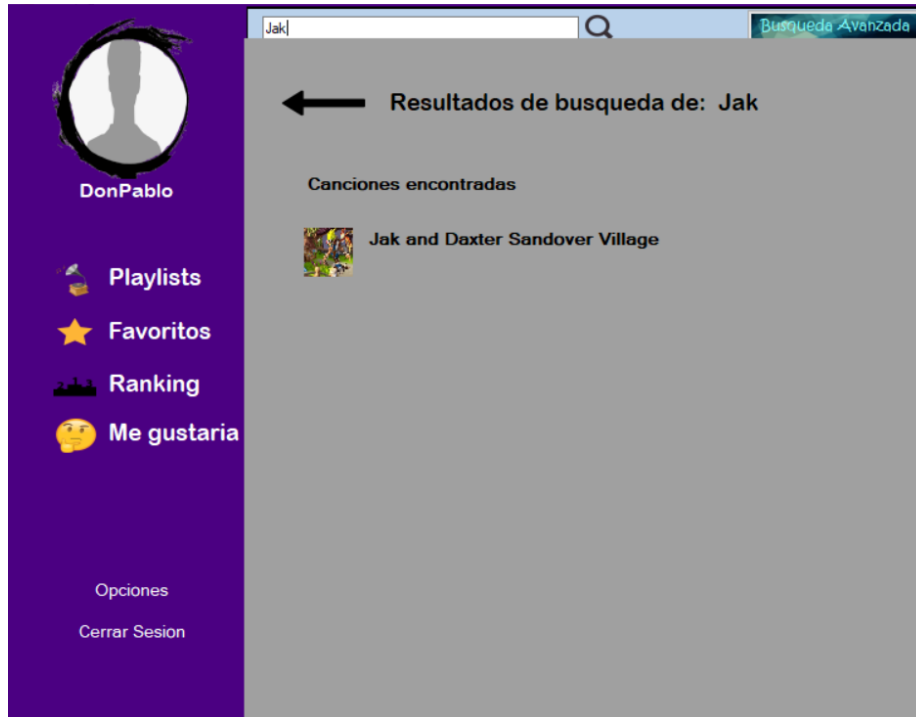 Jak
Busqueda Avanzada
Resultados de busqueda de: Jak
DonPablo
Canciones encontradas
Jak and Daxter Sandover Village
Playlists
Favoritos
Ranking
Me gustaria
Opciones
Cerrar Sesion